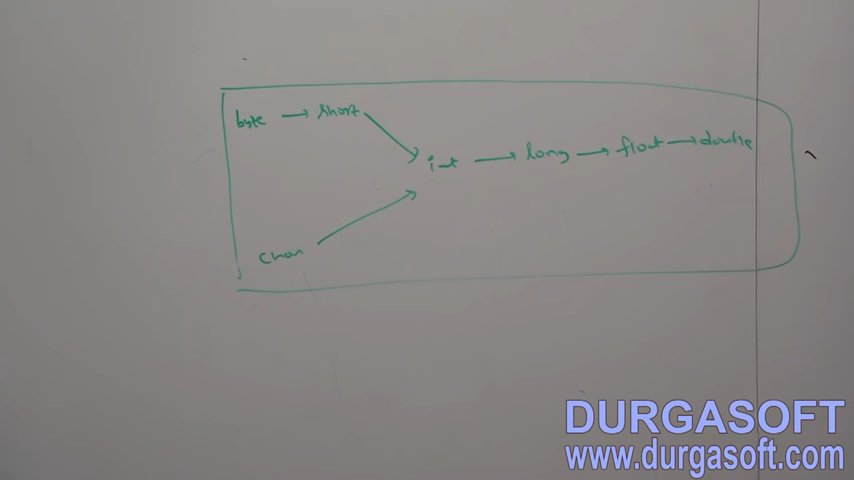 byte → short
int → long → float → double
char
DURGASOFT
www.durgasoft.com